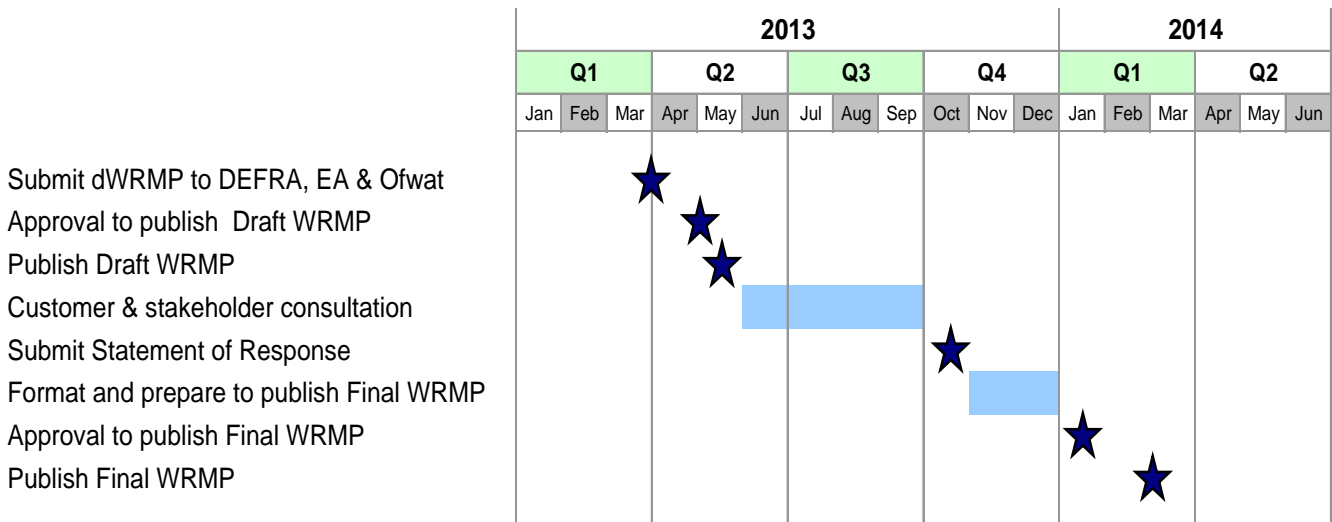 2013 2014
Q1 Q2 Q3 Q4 Q1 Q2
Jan Feb Mar Apr May Jun Jul Aug Sep Oct Nov Dec Jan Feb Mar Apr May Jun
Submit dWRMP to DEFRA, EA & Ofwat
Approval to publish Draft WRMP
Publish Draft WRMP
Customer & stakeholder consultation
Submit Statement of Response
Format and prepare to publish Final WRMP
Approval to publish Final WRMP
Publish Final WRMP